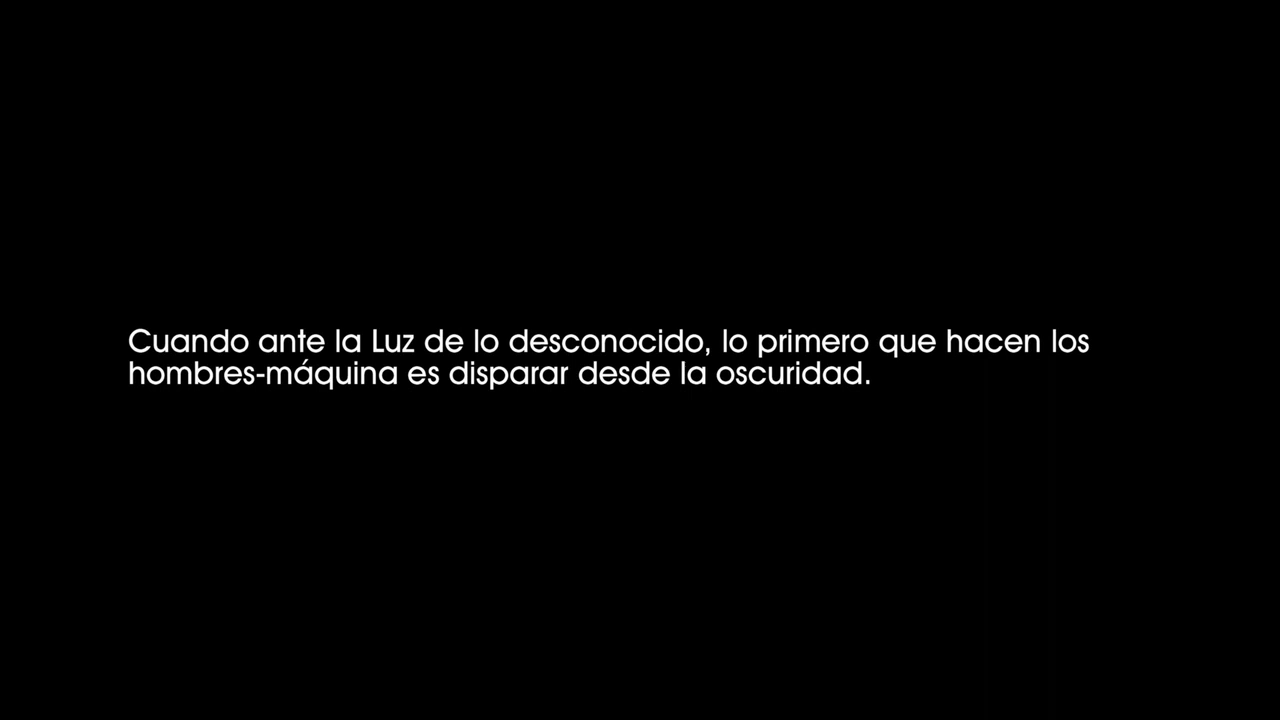 Cuando ante la Luz de lo desconocido, lo primero que hacen los
hombres-máquina es disparar desde la oscuridad.